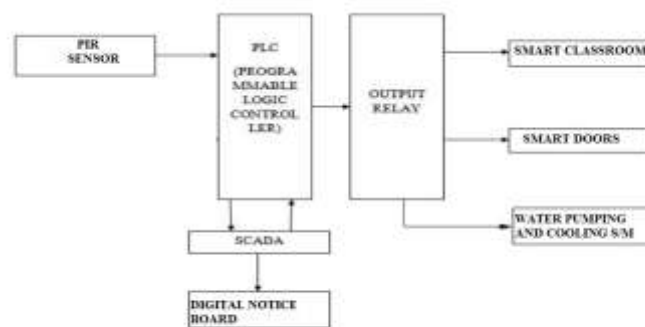 PIR
SENSOR
PLC
(PEOGRA
MMABLE
LOGIC
CONTROL
LER)
OUTPUT
RELAY
SMART CLASSROOM
SMART DOORS
WATER PUMPING
AND COOLING S/M
SCADA
DIGITAL NOTICE
BOARD